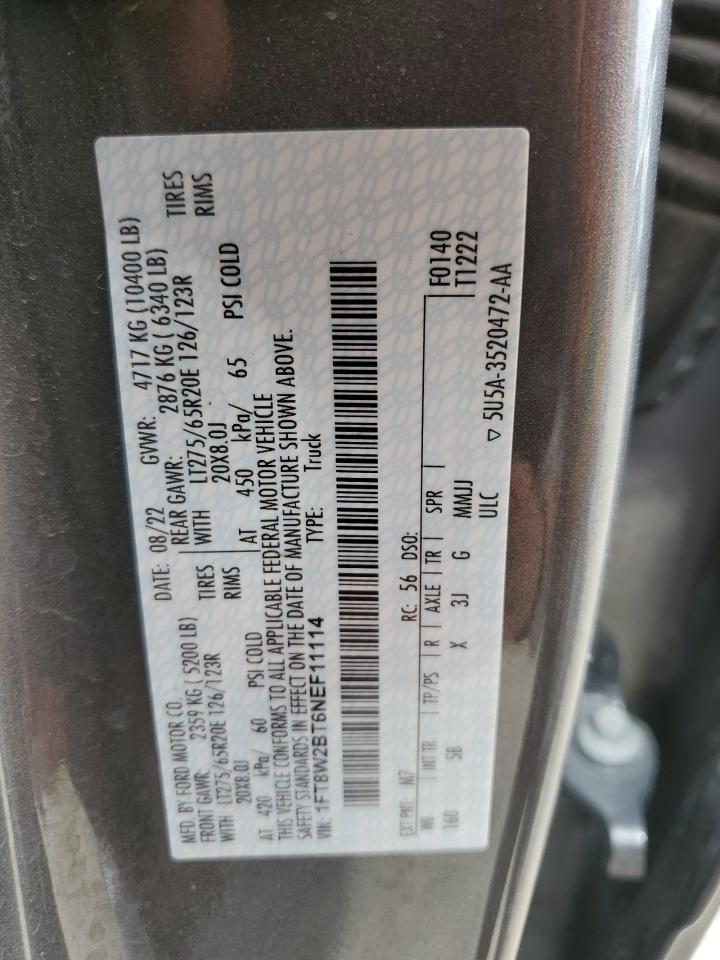 MFD. BY FORD MOTOR CO.
DATE: 08/22 GVWR: 4717 KG (10400 LB)
FRONT GAWR: 2359 KG ( 5200 LB) REAR GAWR: 2876 KG ( 6340 LB)
WITH LT275/65R20E 126/123R TIRES WITH LT275/65R20E 126/123R TIRES
20X8.0J RIMS 20X8.0J RIMS
AT 420 kPa/ 60 PSI COLD AT 450 kPa/ 65 PSI COLD
THIS VEHICLE CONFORMS TO ALL APPLICABLE FEDERAL MOTOR VEHICLE
SAFETY STANDARDS IN EFFECT ON THE DATE OF MANUFACTURE SHOWN ABOVE.
VIN: 1FT8W2BT6NEF11114 TYPE: Truck
EXT PNT: M7 RC: 56 DSO: F0140
WB INT TR TP/PS R AXLE TR SPR T1222
160 5B X 3J G MMJJ
ULC ▽ 5U5A-3520472-AA